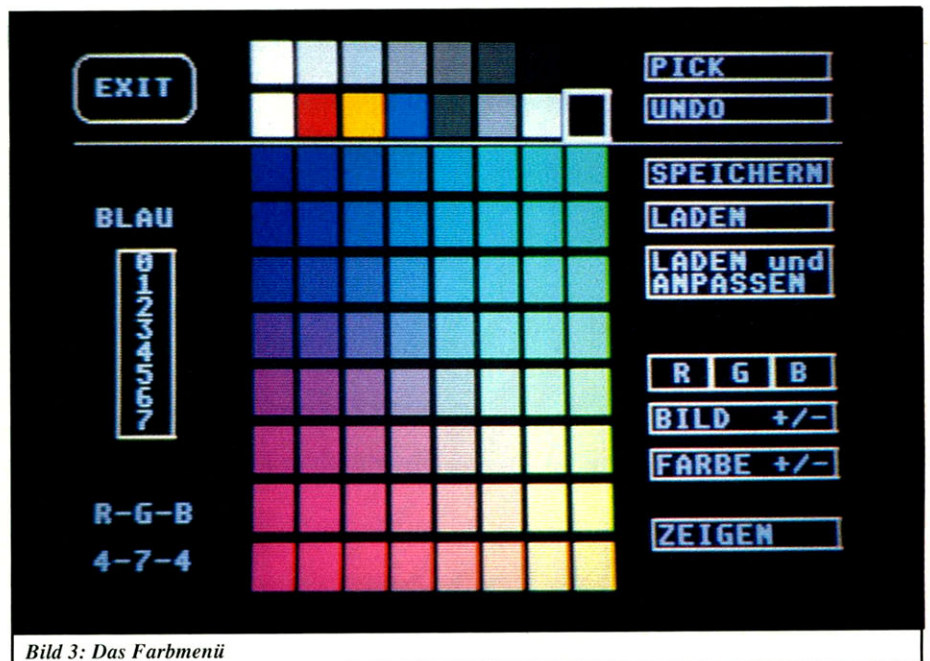 EXIT
PICK
UNDO
SPEICHERN
LADEN
LADEN und
ANPASSEN
BLAU
0
1
2
3
4
5
6
7
R G B
BILD +/-
FARBE +/-
ZEIGEN
R-G-B
4-7-4
Bild 3: Das Farbmenü